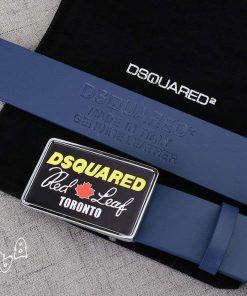 DSQUARED2
DSQUARED2
MADE IN ITALY
GENUINE LEATHER
DSQUARED
Red Leaf
TORONTO